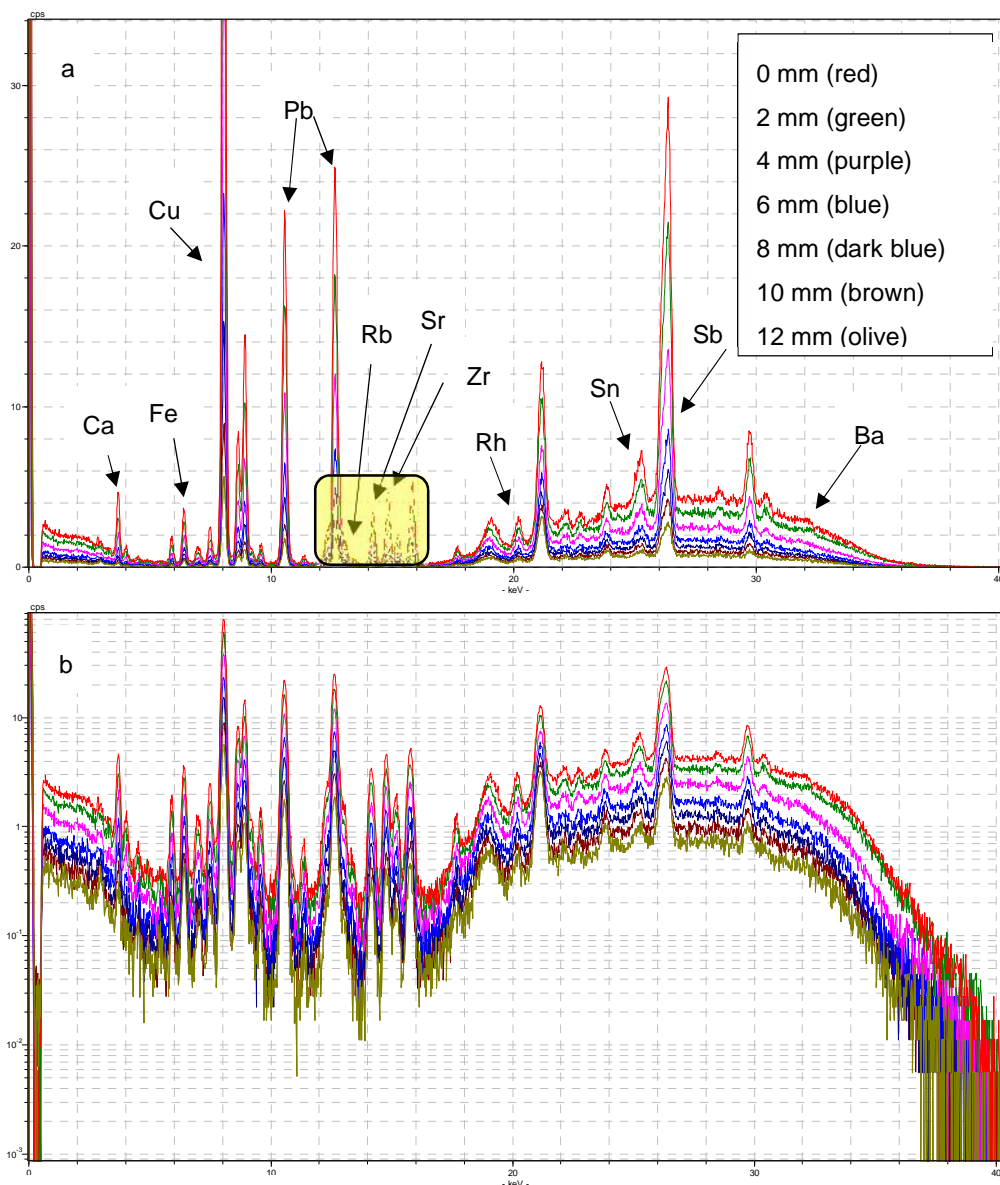 cps
a
30
20
10
0
0
10
20
30
40
- keV -
Ca
Fe
Cu
Pb
Rb
Sr
Zr
Rh
Sn
Sb
Ba
0 mm (red)
2 mm (green)
4 mm (purple)
6 mm (blue)
8 mm (dark blue)
10 mm (brown)
12 mm (olive)
cps
b
10
1
10⁻¹
10⁻²
10⁻³
0
10
20
30
40
- keV -